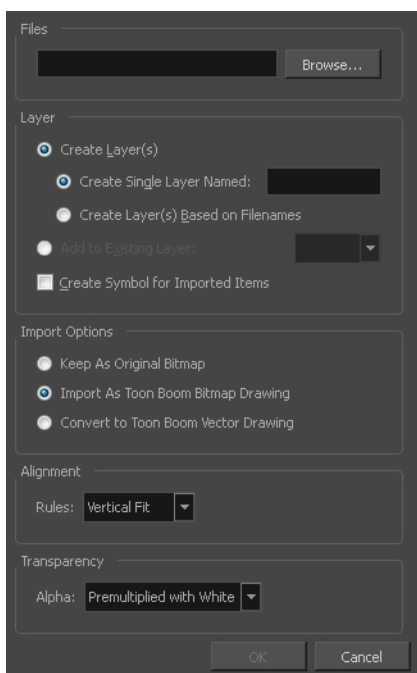 Files
Browse...
Layer
Create Layer(s)
Create Single Layer Named:
Create Layer(s) Based on Filenames
Add to Existing Layer:
Create Symbol for Imported Items
Import Options
Keep As Original Bitmap
Import As Toon Boom Bitmap Drawing
Convert to Toon Boom Vector Drawing
Alignment
Rules: Vertical Fit
Transparency
Alpha: Premultiplied with White
OK Cancel